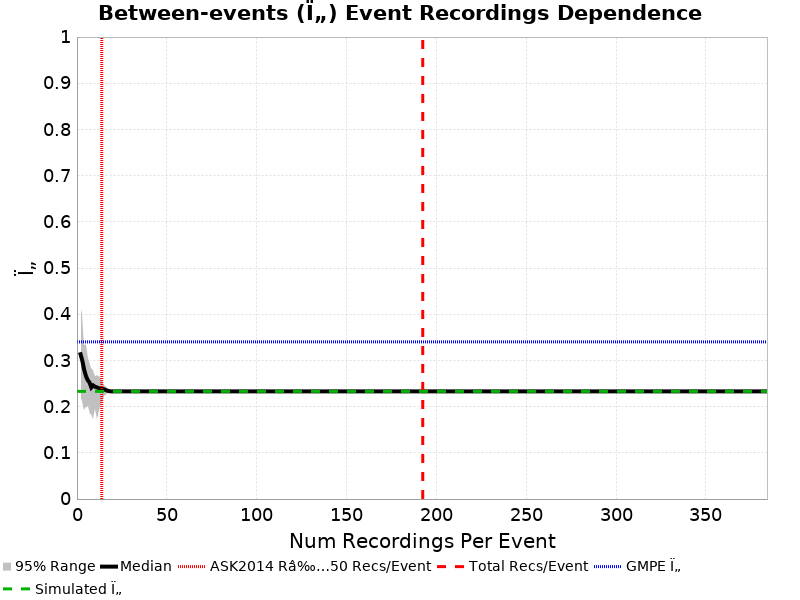 Between-events (Ï„) Event Recordings Dependence
1
0.9
0.8
0.7
0.6
0.5
0.4
0.3
0.2
0.1
0
Ï„
0 50 100 150 200 250 300 350
Num Recordings Per Event
95% Range Median ASK2014 Râ‰…50 Recs/Event Total Recs/Event GMPE Ï„
Simulated Ï„